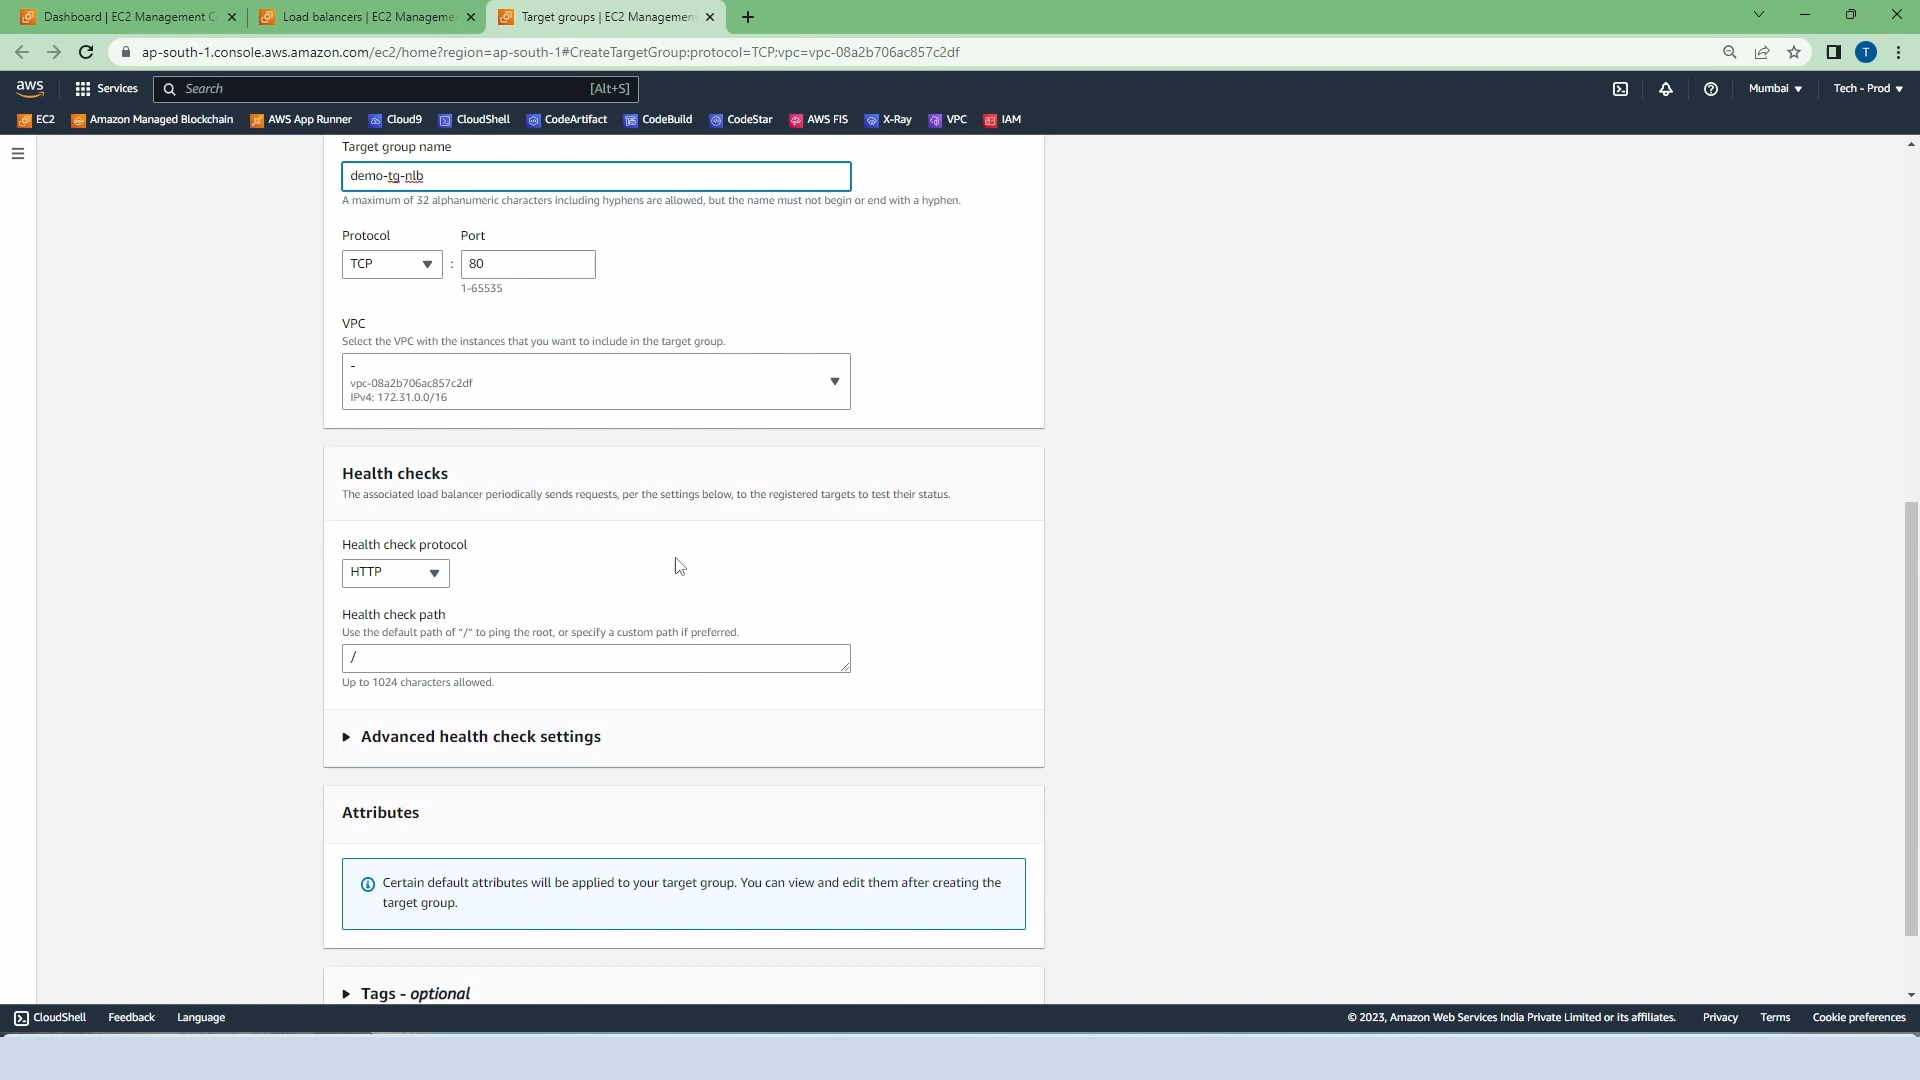 Dashboard | EC2 Management C
Load balancers | EC2 Manageme
Target groups | EC2 Management
ap-south-1.console.aws.amazon.com/ec2/home?region=ap-south-1#CreateTargetGroup:protocol=TCP;vpc=vpc-08a2b706ac857c2df
T
aws
Services
Search
[Alt+S]
Mumbai
Tech - Prod
EC2
Amazon Managed Blockchain
AWS App Runner
Cloud9
CloudShell
CodeArtifact
CodeBuild
CodeStar
AWS FIS
X-Ray
VPC
IAM
Target group name
demo-tg-nlb
A maximum of 32 alphanumeric characters including hyphens are allowed, but the name must not begin or end with a hyphen.
Protocol
Port
TCP
:
80
1-65535
VPC
Select the VPC with the instances that you want to include in the target group.
-
vpc-08a2b706ac857c2df
IPv4: 172.31.0.0/16
Health checks
The associated load balancer periodically sends requests, per the settings below, to the registered targets to test their status.
Health check protocol
HTTP
Health check path
Use the default path of "/" to ping the root, or specify a custom path if preferred.
/
Up to 1024 characters allowed.
Advanced health check settings
Attributes
Certain default attributes will be applied to your target group. You can view and edit them after creating the
target group.
Tags - optional
CloudShell
Feedback
Language
© 2023, Amazon Web Services India Private Limited or its affiliates.
Privacy
Terms
Cookie preferences